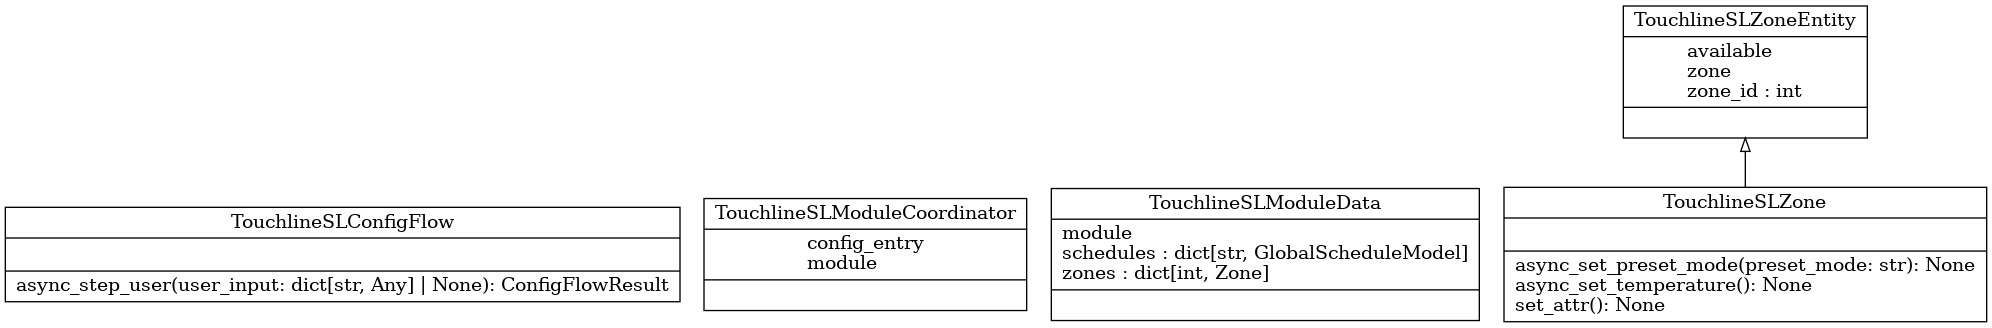 TouchlineSLZoneEntity
available
zone
zone_id : int
TouchlineSLConfigFlow
async_step_user(user_input: dict[str, Any] | None): ConfigFlowResult
TouchlineSLModuleCoordinator
config_entry
module
TouchlineSLModuleData
module
schedules : dict[str, GlobalScheduleModel]
zones : dict[int, Zone]
TouchlineSLZone
async_set_preset_mode(preset_mode: str): None
async_set_temperature(): None
set_attr(): None